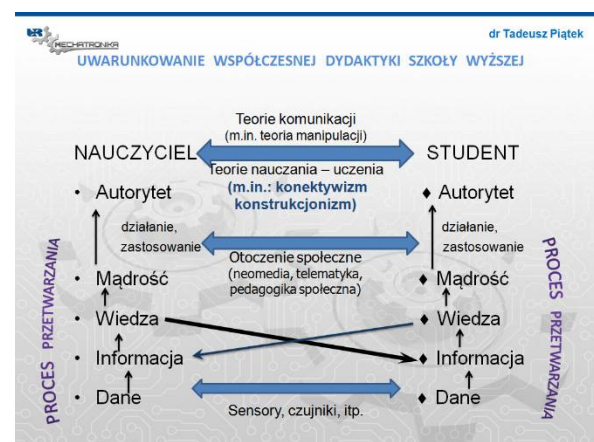 UR
MECHATRONIKA
dr Tadeusz Piątek
UWARUNKOWANIE WSPÓŁCZESNEJ DYDAKTYKI SZKOŁY WYŻSZEJ
Teorie komunikacji
(m.in. teoria manipulacji)
NAUCZYCIEL
STUDENT
Teorie nauczania – uczenia
(m.in.: konektywizm
konstrukcjonizm)
• Autorytet
działanie,
zastosowanie
• Mądrość
• Wiedza
• Informacja
• Dane
PROCES PRZETWARZANIA
Otoczenie społeczne
(neomedia, telematyka,
pedagogika społeczna)
Sensory, czujniki, itp.
♦ Autorytet
działanie,
zastosowanie
♦ Mądrość
♦ Wiedza
♦ Informacja
♦ Dane
PROCES PRZETWARZANIA